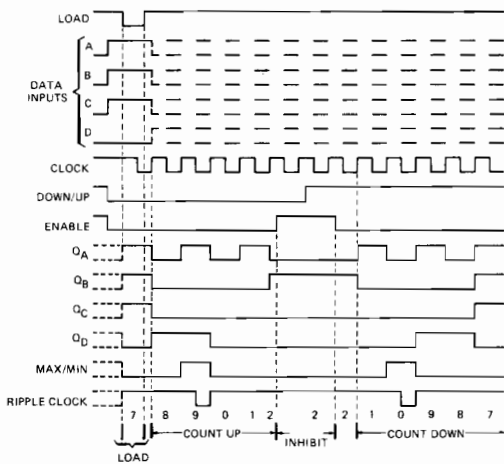 LOAD
A
B
DATA
INPUTS
C
D
CLOCK
DOWN/UP
ENABLE
QA
QB
QC
QD
MAX/MIN
RIPPLE CLOCK
7 8 9 0 1 2 2 2 1 0 9 8 7
COUNT UP INHIBIT COUNT DOWN
LOAD